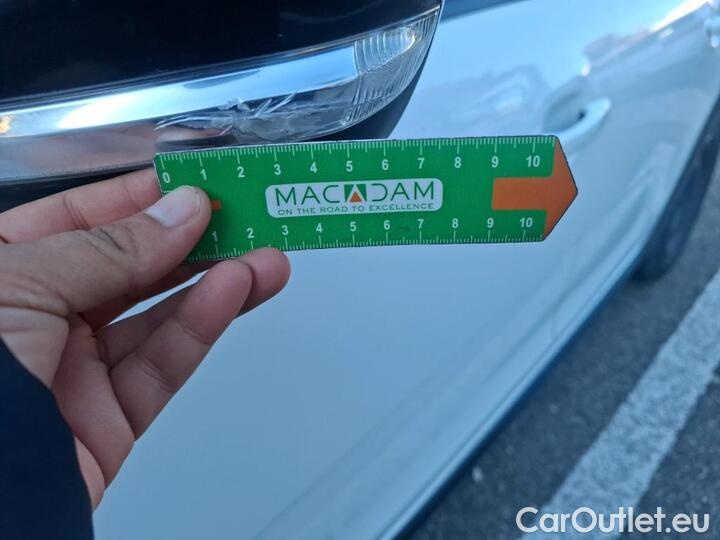 0 1 2 3 4 5 6 7 8 9 10
MACADAM
ON THE ROAD TO EXCELLENCE
1 2 3 4 5 6 7 8 9 10
CarOutlet.eu